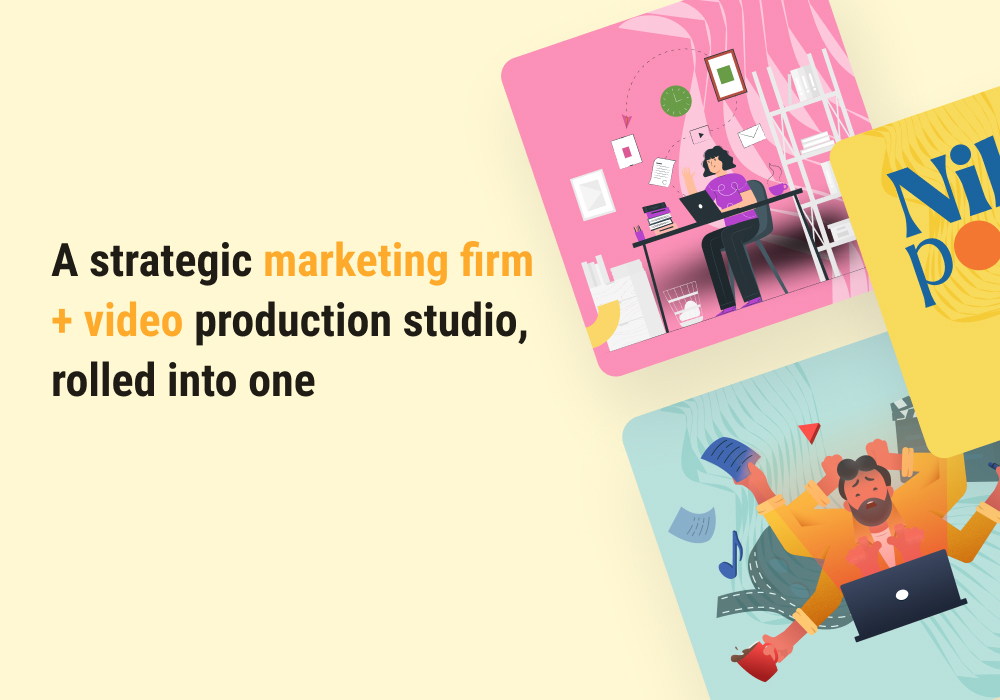 A strategic marketing firm
+ video production studio,
rolled into one